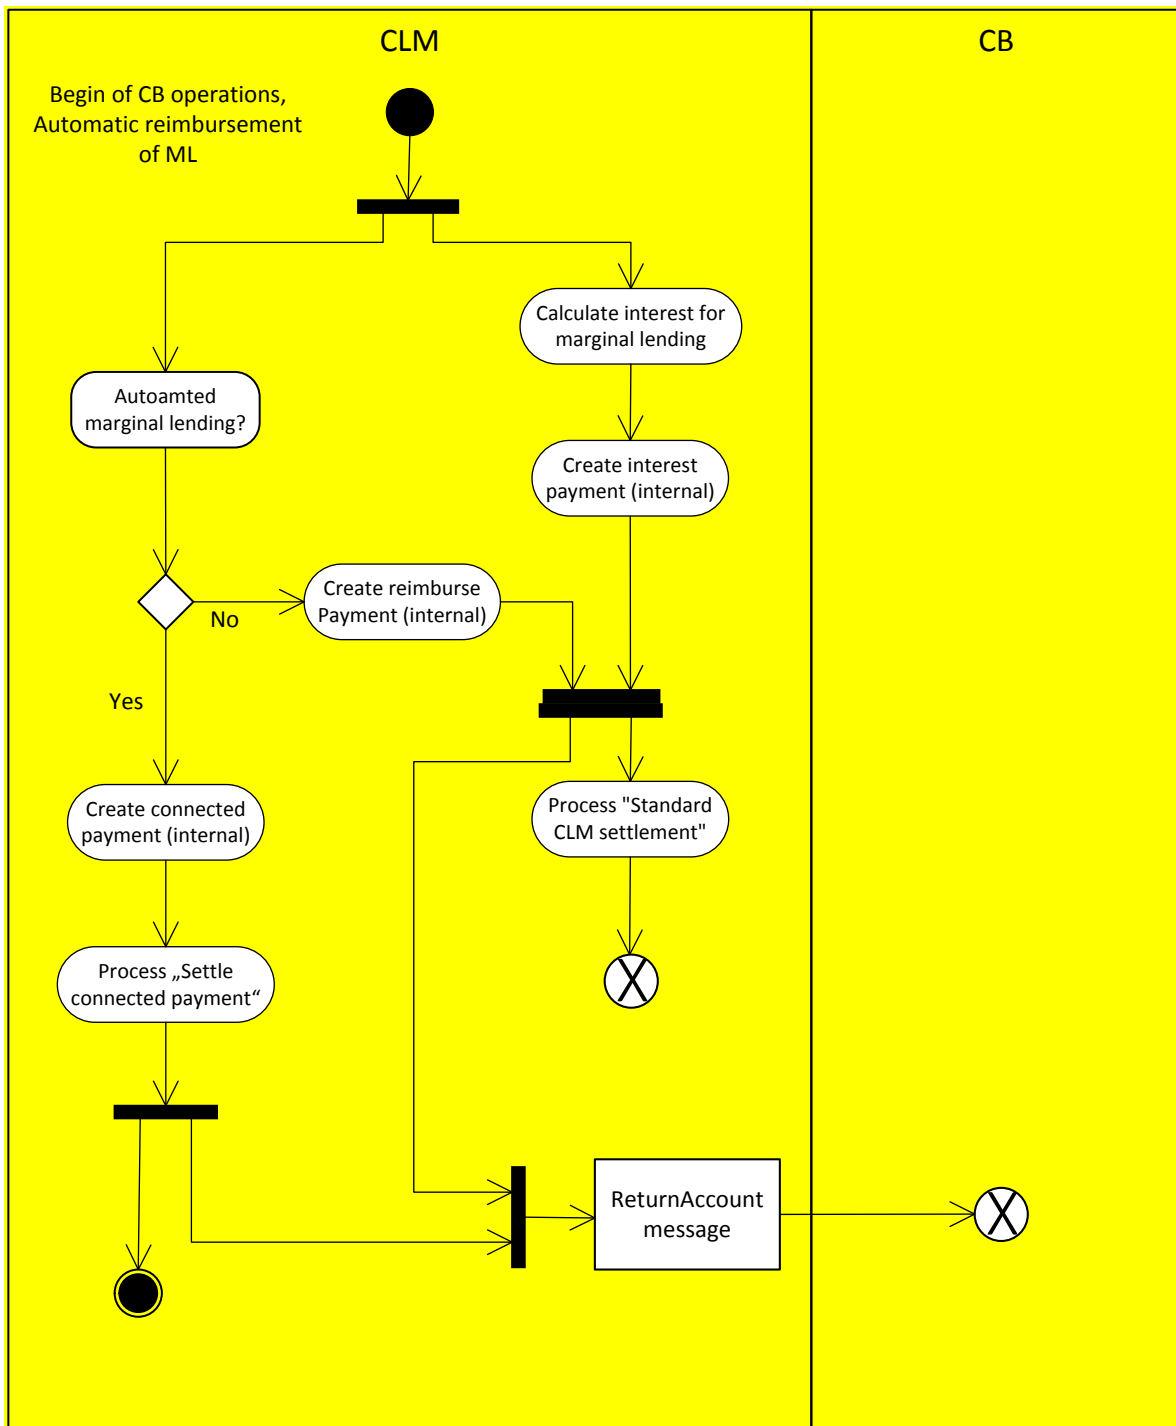 CLM
CB
Begin of CB operations,
Automatic reimbursement
of ML
Calculate interest for
marginal lending
Autoamted
marginal lending?
Create interest
payment (internal)
Create reimburse
Payment (internal)
No
Yes
Create connected
payment (internal)
Process "Standard
CLM settlement"
Process „Settle
connected payment“
ReturnAccount
message
X
X